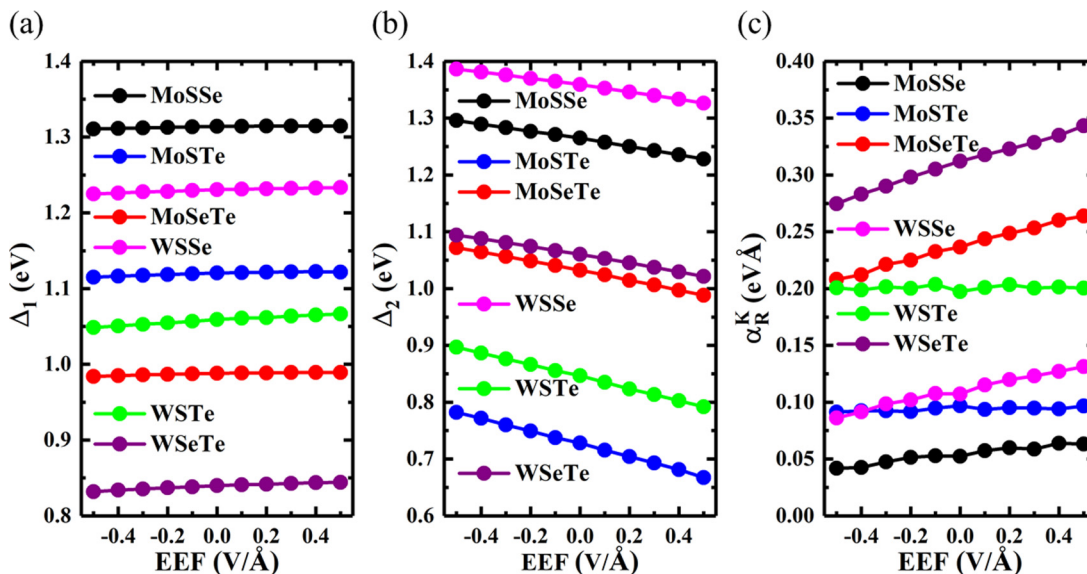 (a)
1.4
1.3
1.2
1.1
1.0
0.9
0.8
Δ1 (eV)
MoSSe
MoSTe
MoSeTe
WSSe
WSTe
WSeTe
-0.4 -0.2 0.0 0.2 0.4
EEF (V/Å)
(b)
1.4
1.3
1.2
1.1
1.0
0.9
0.8
0.7
0.6
Δ2 (eV)
MoSSe
MoSTe
MoSeTe
WSSe
WSTe
WSeTe
-0.4 -0.2 0.0 0.2 0.4
EEF (V/Å)
(c)
0.40
0.35
0.30
0.25
0.20
0.15
0.10
0.05
0.00
α_R^K (eVÅ)
MoSSe
MoSTe
MoSeTe
WSSe
WSTe
WSeTe
-0.4 -0.2 0.0 0.2 0.4
EEF (V/Å)